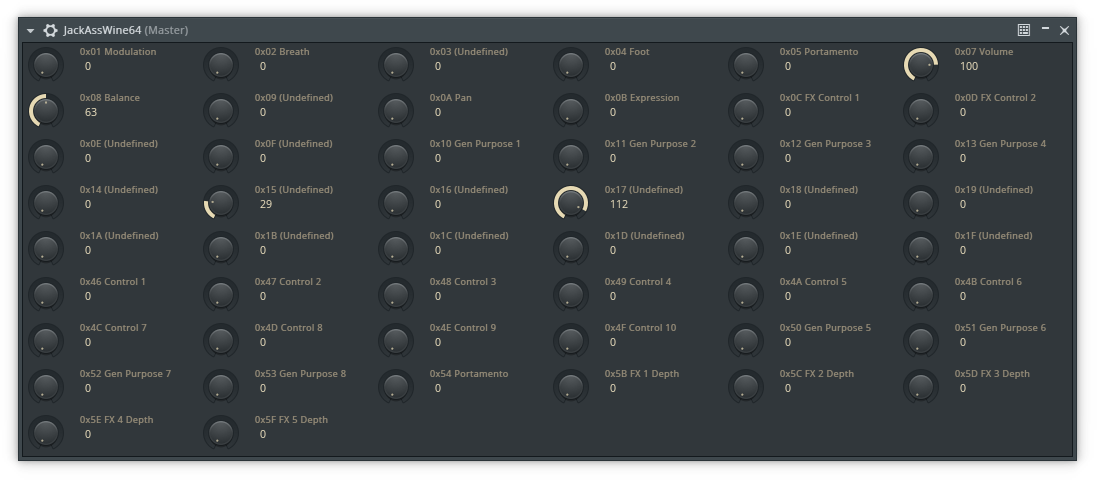 JackAssWine64 (Master)
0x01 Modulation 0x02 Breath 0x03 (Undefined) 0x04 Foot 0x05 Portamento 0x07 Volume
0 0 0 0 0 100
0x08 Balance 0x09 (Undefined) 0x0A Pan 0x0B Expression 0x0C FX Control 1 0x0D FX Control 2
63 0 0 0 0 0
0x0E (Undefined) 0x0F (Undefined) 0x10 Gen Purpose 1 0x11 Gen Purpose 2 0x12 Gen Purpose 3 0x13 Gen Purpose 4
0 0 0 0 0 0
0x14 (Undefined) 0x15 (Undefined) 0x16 (Undefined) 0x17 (Undefined) 0x18 (Undefined) 0x19 (Undefined)
0 29 0 112 0 0
0x1A (Undefined) 0x1B (Undefined) 0x1C (Undefined) 0x1D (Undefined) 0x1E (Undefined) 0x1F (Undefined)
0 0 0 0 0 0
0x46 Control 1 0x47 Control 2 0x48 Control 3 0x49 Control 4 0x4A Control 5 0x4B Control 6
0 0 0 0 0 0
0x4C Control 7 0x4D Control 8 0x4E Control 9 0x4F Control 10 0x50 Gen Purpose 5 0x51 Gen Purpose 6
0 0 0 0 0 0
0x52 Gen Purpose 7 0x53 Gen Purpose 8 0x54 Portamento 0x5B FX 1 Depth 0x5C FX 2 Depth 0x5D FX 3 Depth
0 0 0 0 0 0
0x5E FX 4 Depth 0x5F FX 5 Depth
0 0